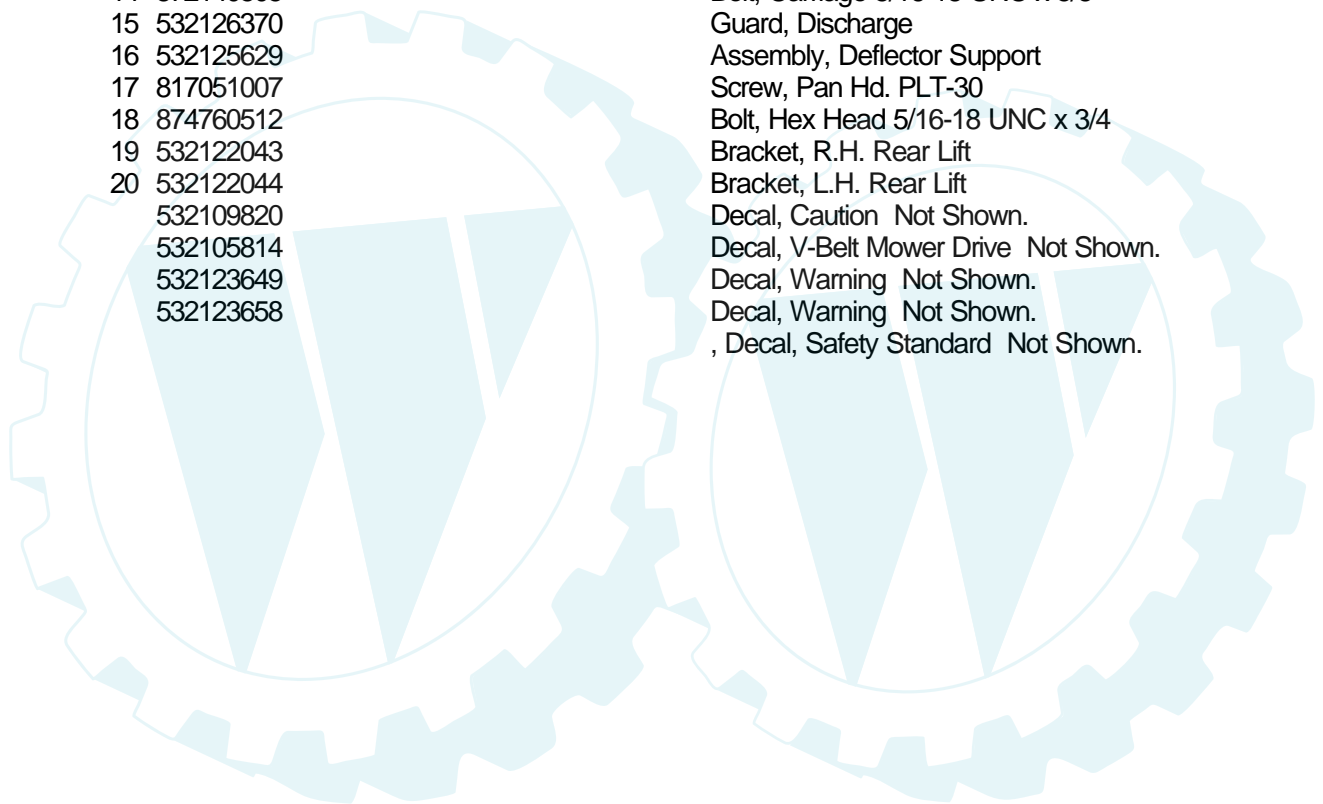 15 532126370 Guard, Discharge
16 532125629 Assembly, Deflector Support
17 817051007 Screw, Pan Hd. PLT-30
18 874760512 Bolt, Hex Head 5/16-18 UNC x 3/4
19 532122043 Bracket, R.H. Rear Lift
20 532122044 Bracket, L.H. Rear Lift
532109820 Decal, Caution Not Shown.
532105814 Decal, V-Belt Mower Drive Not Shown.
532123649 Decal, Warning Not Shown.
532123658 Decal, Warning Not Shown.
, Decal, Safety Standard Not Shown.